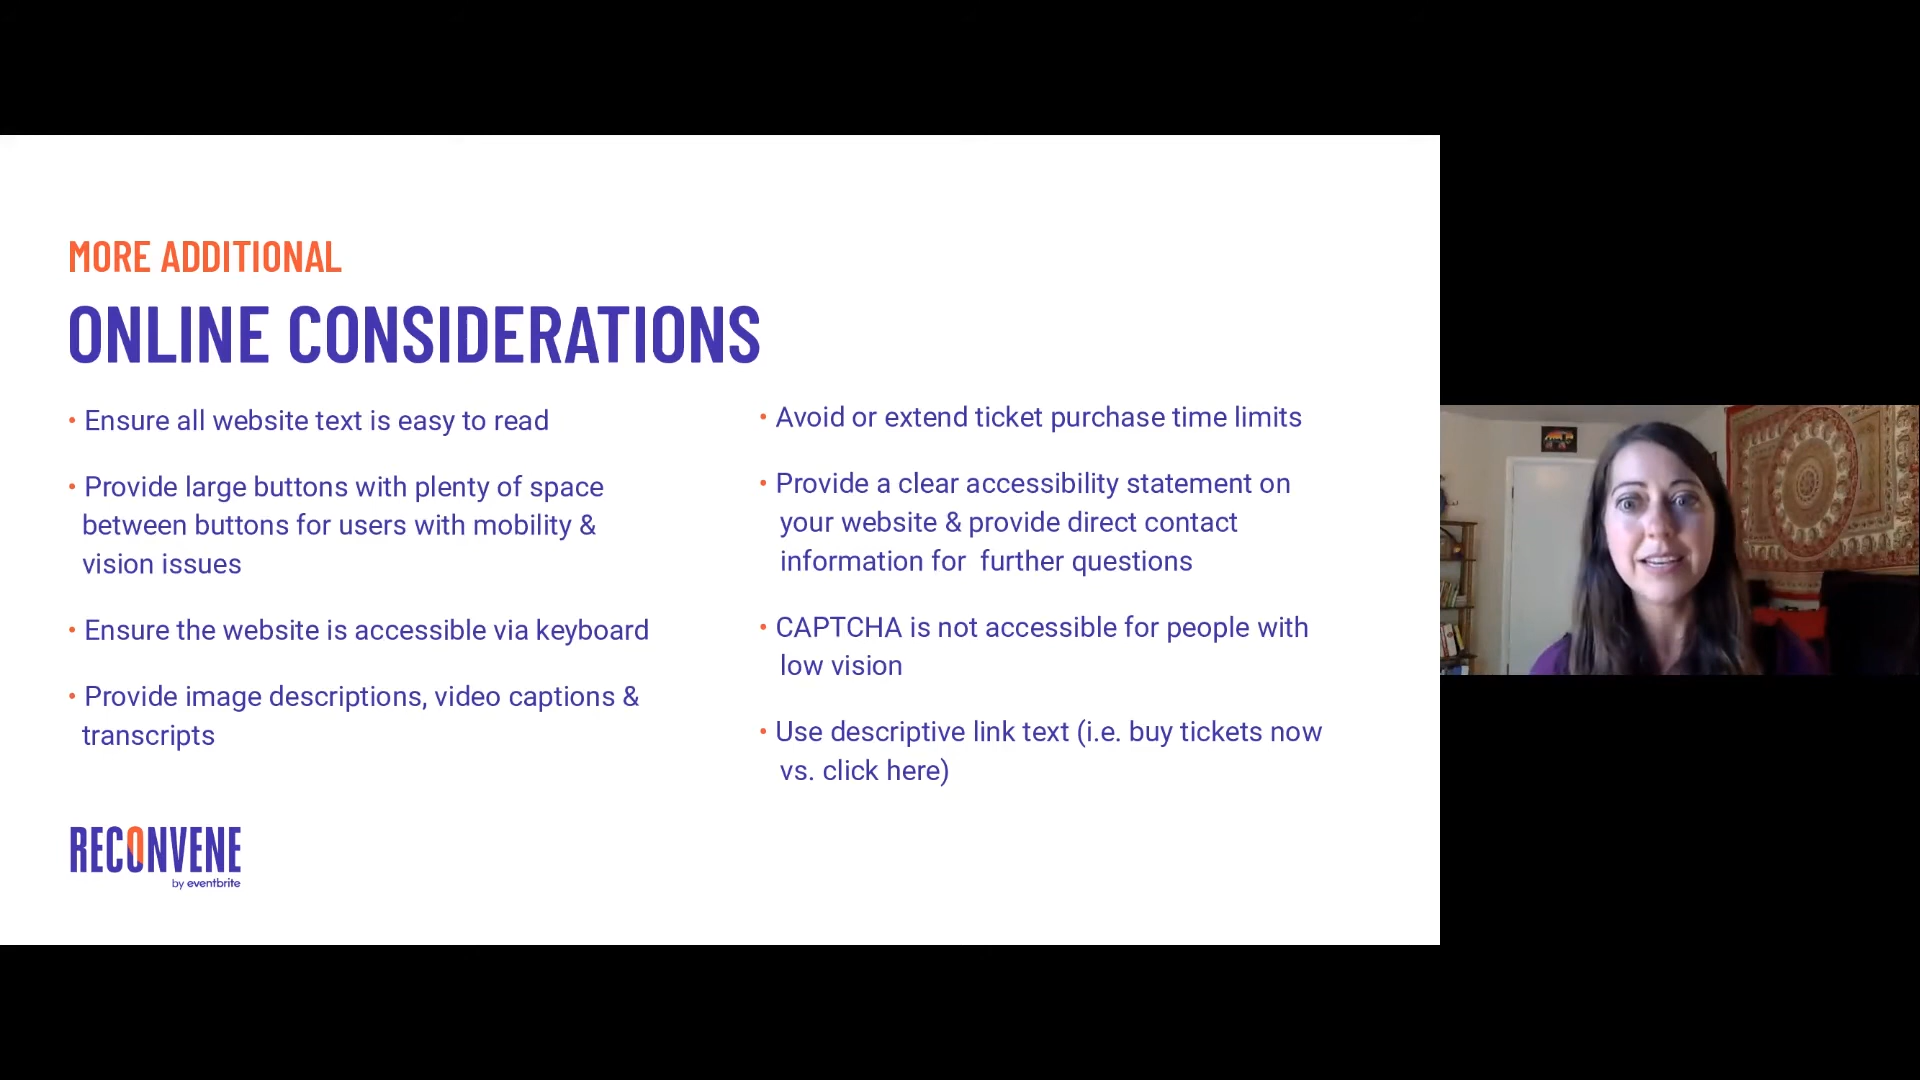 MORE ADDITIONAL
ONLINE CONSIDERATIONS
• Ensure all website text is easy to read
• Provide large buttons with plenty of space
between buttons for users with mobility &
vision issues
• Ensure the website is accessible via keyboard
• Provide image descriptions, video captions &
transcripts
• Avoid or extend ticket purchase time limits
• Provide a clear accessibility statement on
your website & provide direct contact
information for  further questions
• CAPTCHA is not accessible for people with
low vision
• Use descriptive link text (i.e. buy tickets now
vs. click here)
RECONVENE
by eventbrite